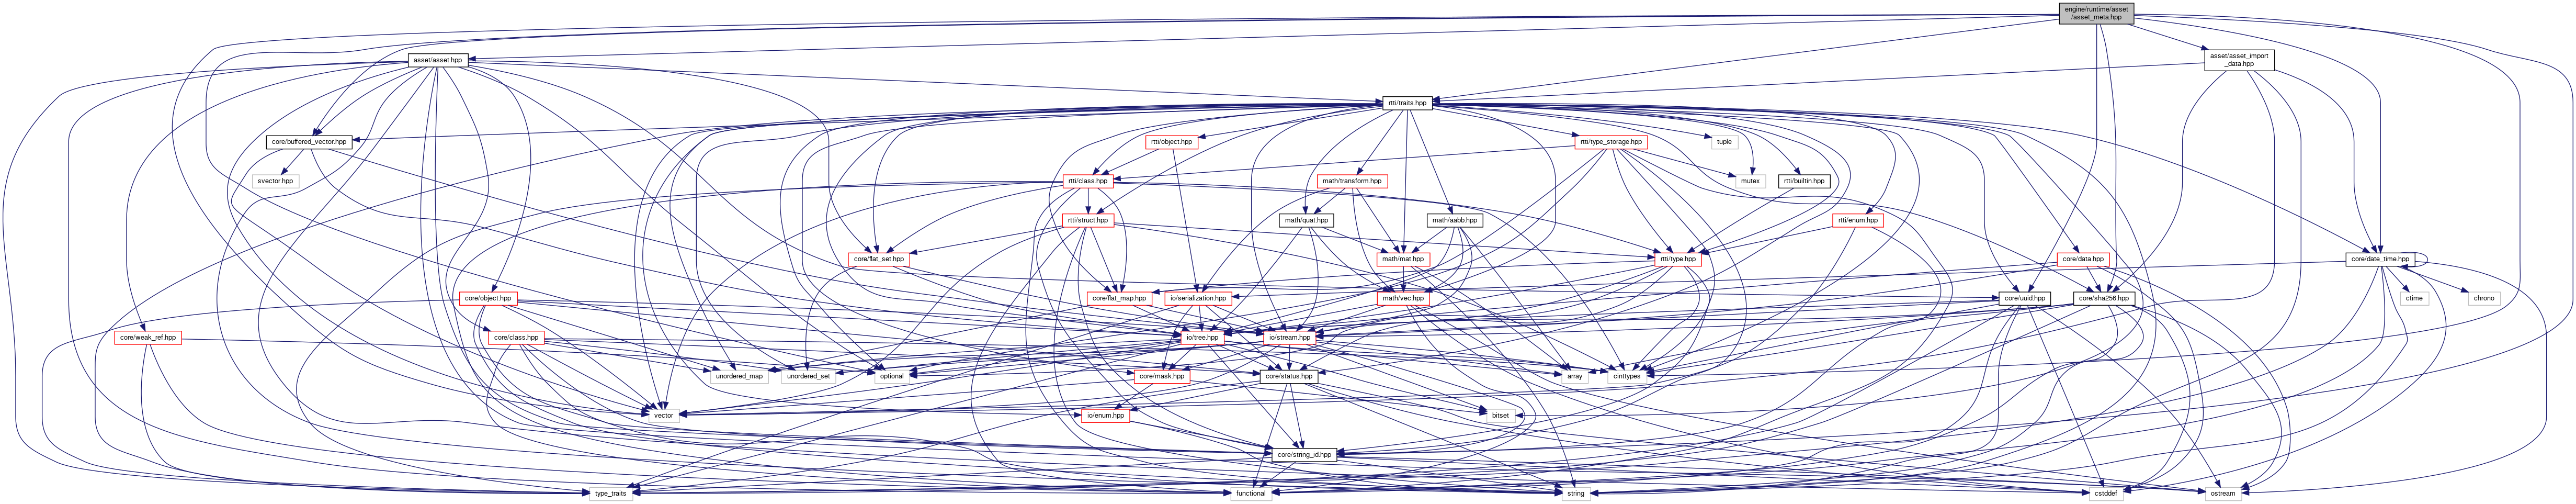 engine/runtime/asset
/asset_meta.hpp
asset/asset.hpp
asset/asset_import
_data.hpp
rtti/traits.hpp
core/buffered_vector.hpp
rtti/object.hpp
rtti/type_storage.hpp
tuple
svector.hpp
rtti/class.hpp
math/transform.hpp
mutex
rtti/builtin.hpp
rtti/struct.hpp
math/quat.hpp
math/aabb.hpp
rtti/enum.hpp
core/flat_set.hpp
math/mat.hpp
rtti/type.hpp
core/data.hpp
core/date_time.hpp
core/object.hpp
core/flat_map.hpp
io/serialization.hpp
math/vec.hpp
core/uuid.hpp
core/sha256.hpp
ctime
chrono
core/weak_ref.hpp
core/class.hpp
io/tree.hpp
io/stream.hpp
unordered_map
unordered_set
optional
core/mask.hpp
core/status.hpp
array
cinttypes
vector
io/enum.hpp
bitset
core/string_id.hpp
type_traits
functional
string
cstddef
ostream